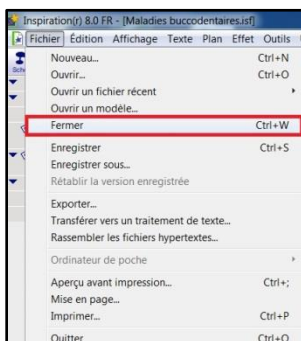 Inspiration(r) 8.0 FR - [Maladies buccodentaires.isf]
Fichier Édition Affichage Texte Plan Effet Outils
Nouveau... Ctrl+N
Ouvrir... Ctrl+O
Ouvrir un fichier récent
Ouvrir un modèle...
Fermer Ctrl+W
Enregistrer Ctrl+S
Enregistrer sous...
Rétablir la version enregistrée
Exporter...
Transférer vers un traitement de texte...
Rassembler les fichiers hypertextes...
Ordinateur de poche
Aperçu avant impression... Ctrl+;
Mise en page...
Imprimer... Ctrl+P
Quitter Ctrl+Q